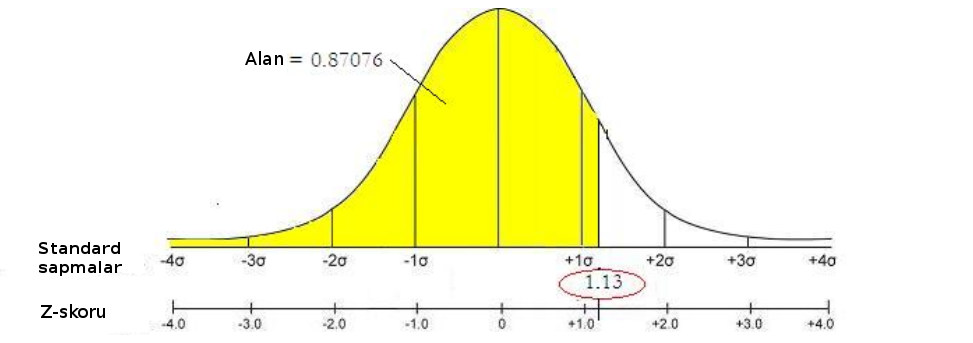 Alan = 0.87076
Standard
sapmalar
-4σ -3σ -2σ -1σ +1σ +2σ +3σ +4σ
1.13
Z-skoru
-4.0 -3.0 -2.0 -1.0 0 +1.0 +2.0 +3.0 +4.0